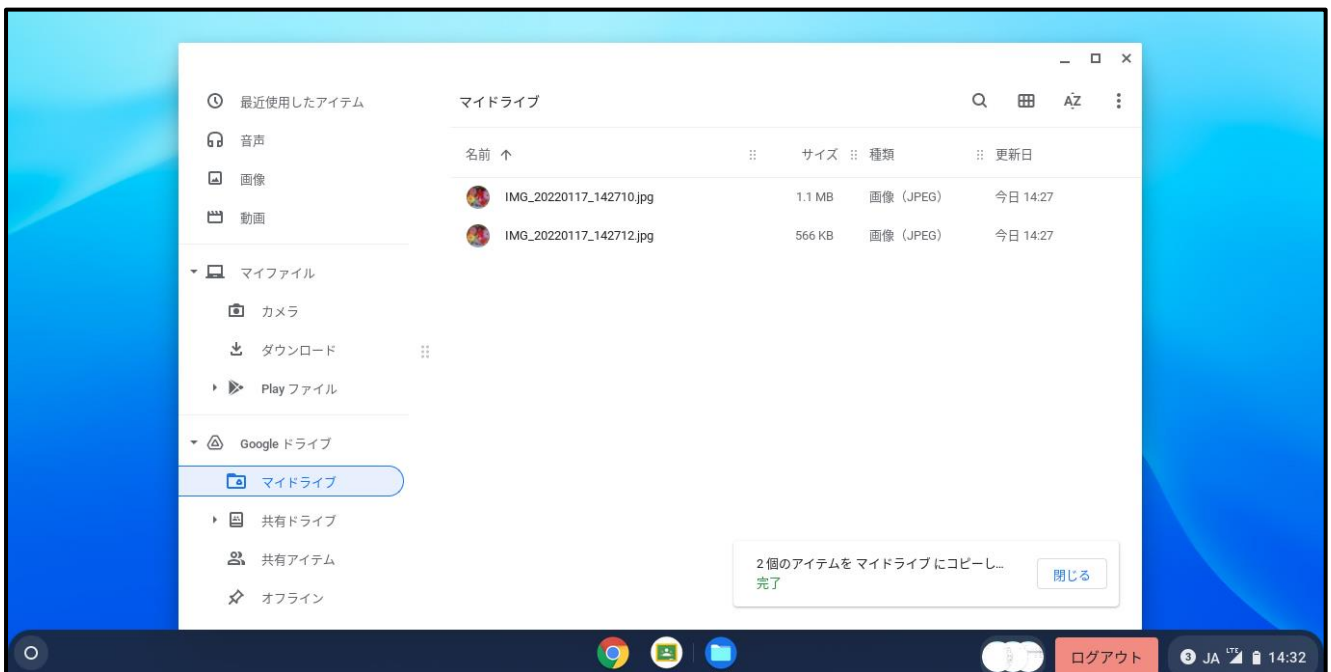 最近使用したアイテム
音声
画像
動画
マイファイル
カメラ
ダウンロード
Play ファイル
Google ドライブ
マイドライブ
共有ドライブ
共有アイテム
オフライン
マイドライブ
AZ
名前 サイズ 種類 更新日
IMG_20220117_142710.jpg 1.1 MB 画像（JPEG） 今日 14:27
IMG_20220117_142712.jpg 566 KB 画像（JPEG） 今日 14:27
2 個のアイテムを マイドライブ にコピーし...
完了
閉じる
ログアウト
3 JA LTE 14:32